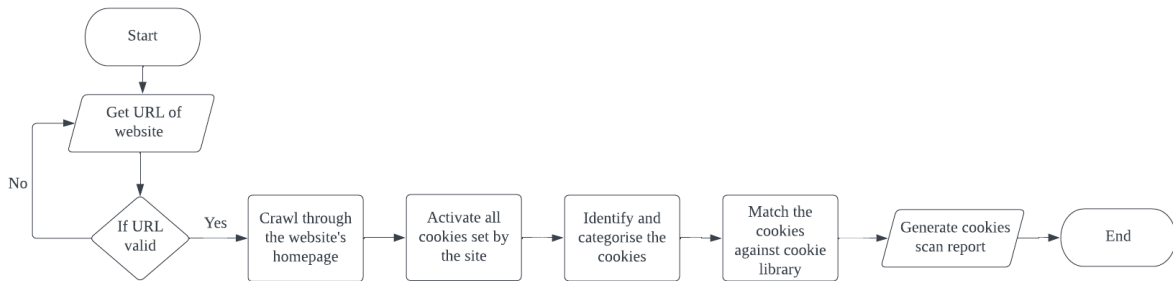 Start
Get URL of
website
No
If URL
valid
Yes
Crawl through
the website's
homepage
Activate all
cookies set by
the site
Identify and
categorise the
cookies
Match the
cookies
against cookie
library
Generate cookies
scan report
End